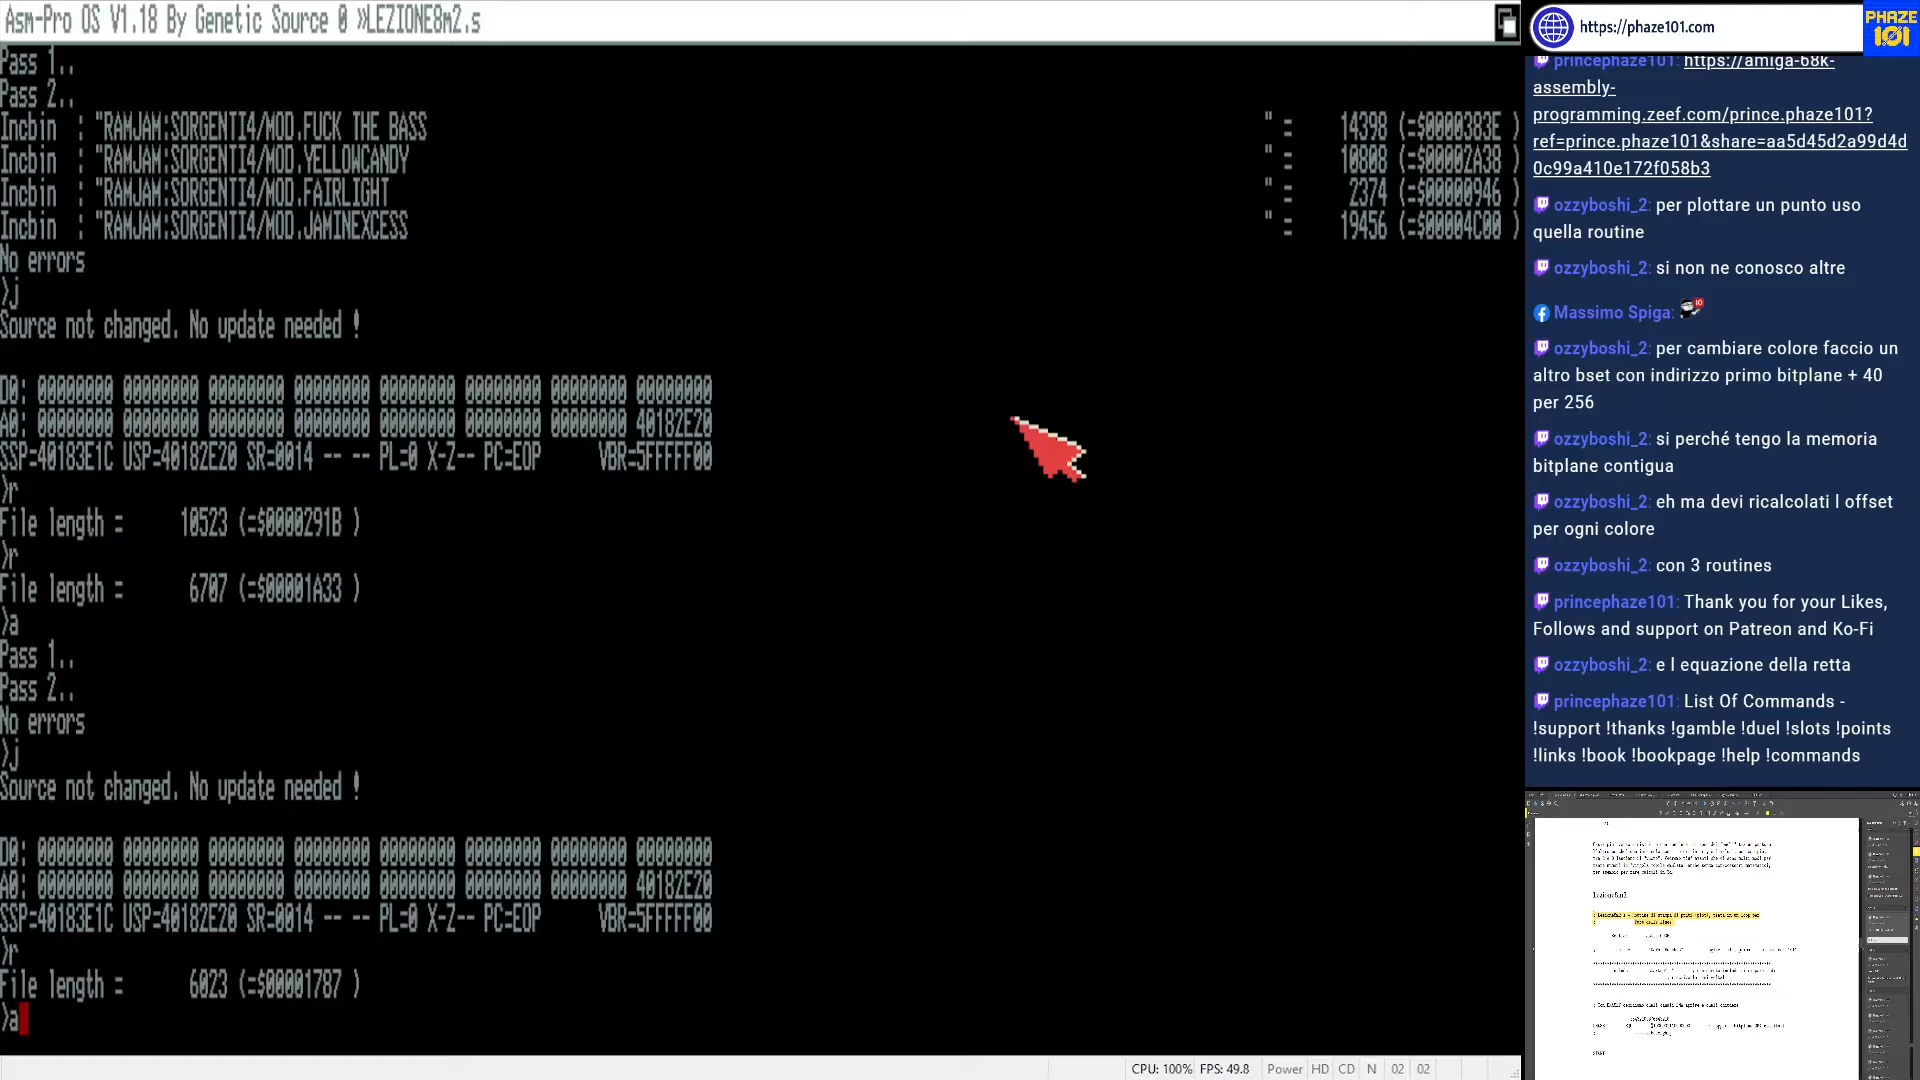 Asm-Pro OS V1.18 By Genetic Source 0 »LEZIONE8m2.s
Pass 1..
Pass 2..
Incbin : "RAMJAM:SORGENTI4/MOD.FUCK THE BASS " = 14398 (=$0000383E )
Incbin : "RAMJAM:SORGENTI4/MOD.YELLOWCANDY " = 10808 (=$00002A38 )
Incbin : "RAMJAM:SORGENTI4/MOD.FAIRLIGHT " = 2374 (=$00000946 )
Incbin : "RAMJAM:SORGENTI4/MOD.JAMINEXCESS " = 19456 (=$00004C00 )
No errors
>j
Source not changed. No update needed !
D0: 00000000 00000000 00000000 00000000 00000000 00000000 00000000 00000000
A0: 00000000 00000000 00000000 00000000 00000000 00000000 00000000 40182E20
SSP=40183E1C USP=40182E20 SR=0014 -- -- PL=0 X-Z-- PC=EOP VBR=5FFFFF00
>r
File length = 10523 (=$0000291B )
>r
File length = 6707 (=$00001A33 )
>a
Pass 1..
Pass 2..
No errors
>j
Source not changed. No update needed !
D0: 00000000 00000000 00000000 00000000 00000000 00000000 00000000 00000000
A0: 00000000 00000000 00000000 00000000 00000000 00000000 00000000 40182E20
SSP=40183E1C USP=40182E20 SR=0014 -- -- PL=0 X-Z-- PC=EOP VBR=5FFFFF00
>r
File length = 6023 (=$00001787 )
>a
CPU: 100% FPS: 49.8 Power HD CD N 02 02
https://phaze101.com
PHAZE
101
princephaze101: https://amiga-68k-
assembly-
programming.zeef.com/prince.phaze101?
ref=prince.phaze101&share=aa5d45d2a99d4d
0c99a410e172f058b3
ozzyboshi_2: per plottare un punto uso
quella routine
ozzyboshi_2: si non ne conosco altre
Massimo Spiga: 10
ozzyboshi_2: per cambiare colore faccio un
altro bset con indirizzo primo bitplane + 40
per 256
ozzyboshi_2: si perché tengo la memoria
bitplane contigua
ozzyboshi_2: eh ma devi ricalcolati l offset
per ogni colore
ozzyboshi_2: con 3 routines
princephaze101: Thank you for your Likes,
Follows and support on Patreon and Ko-Fi
ozzyboshi_2: e l equazione della retta
princephaze101: List Of Commands -
!support !thanks !gamble !duel !slots !points
!links !book !bookpage !help !commands
Lezione8m2
START